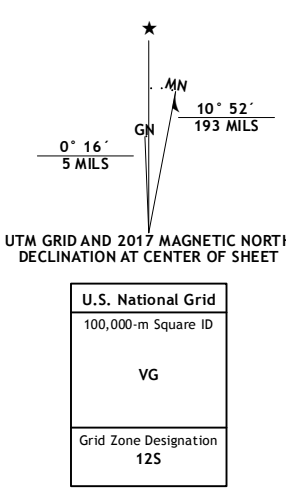 ★
MN
GN
10° 52´
193 MILS
0° 16´
5 MILS
UTM GRID AND 2017 MAGNETIC NORTH
DECLINATION AT CENTER OF SHEET
U.S. National Grid
100,000-m Square ID
VG
Grid Zone Designation
12S